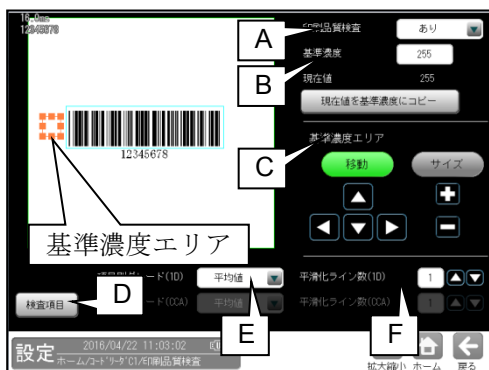 16.0ms
12345678
印刷品質検査 あり
A
基準濃度 255
B
現在値 255
現在値を基準濃度にコピー
基準濃度エリア
C
移動 サイズ
12345678
基準濃度エリア
平均値
平滑化ライン数(1D) 1
検査項目
D
ード(CCA) 平均値
平滑化ライン数(CCA) 1
E
F
設定
2016/04/22 11:03:02
ホーム/コードリーダC1/印刷品質検査
拡大縮小 ホーム 戻る